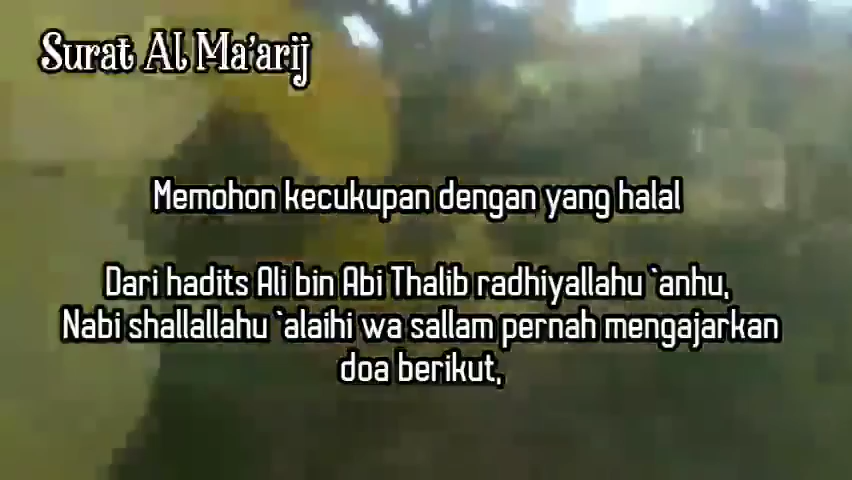 Surat Al Ma'arij
Memohon kecukupan dengan yang halal
Dari hadits Ali bin Abi Thalib radhiyallahu `anhu,
Nabi shallallahu `alaihi wa sallam pernah mengajarkan
doa berikut,